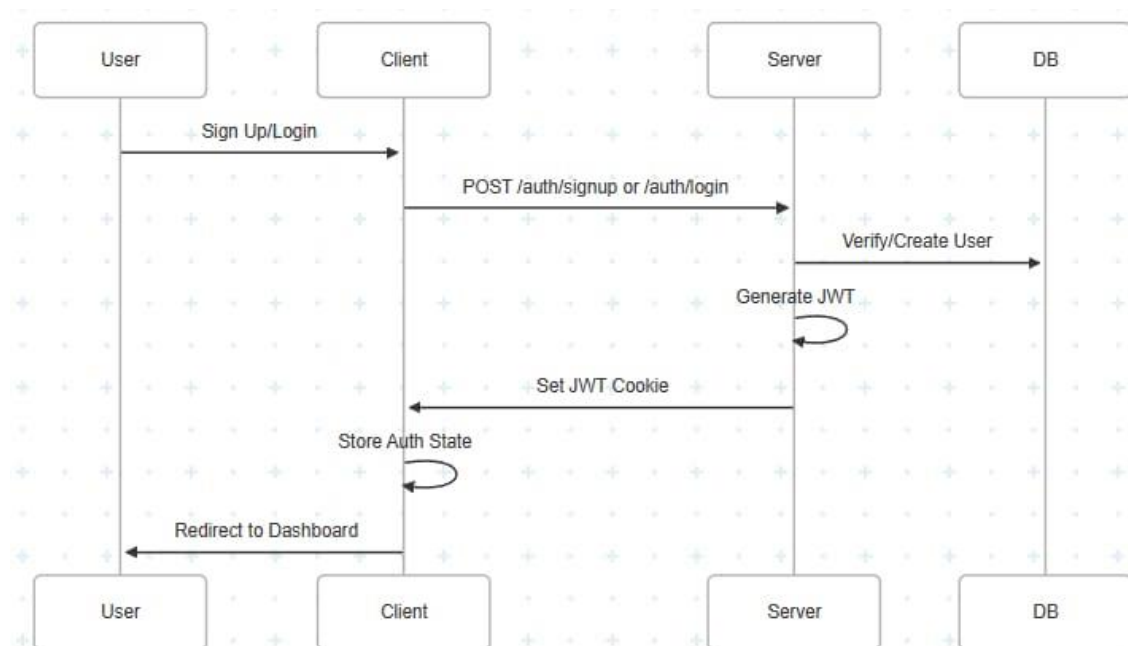 User
Client
Server
DB
Sign Up/Login
POST /auth/signup or /auth/login
Verify/Create User
Generate JWT
Set JWT Cookie
Store Auth State
Redirect to Dashboard
User
Client
Server
DB